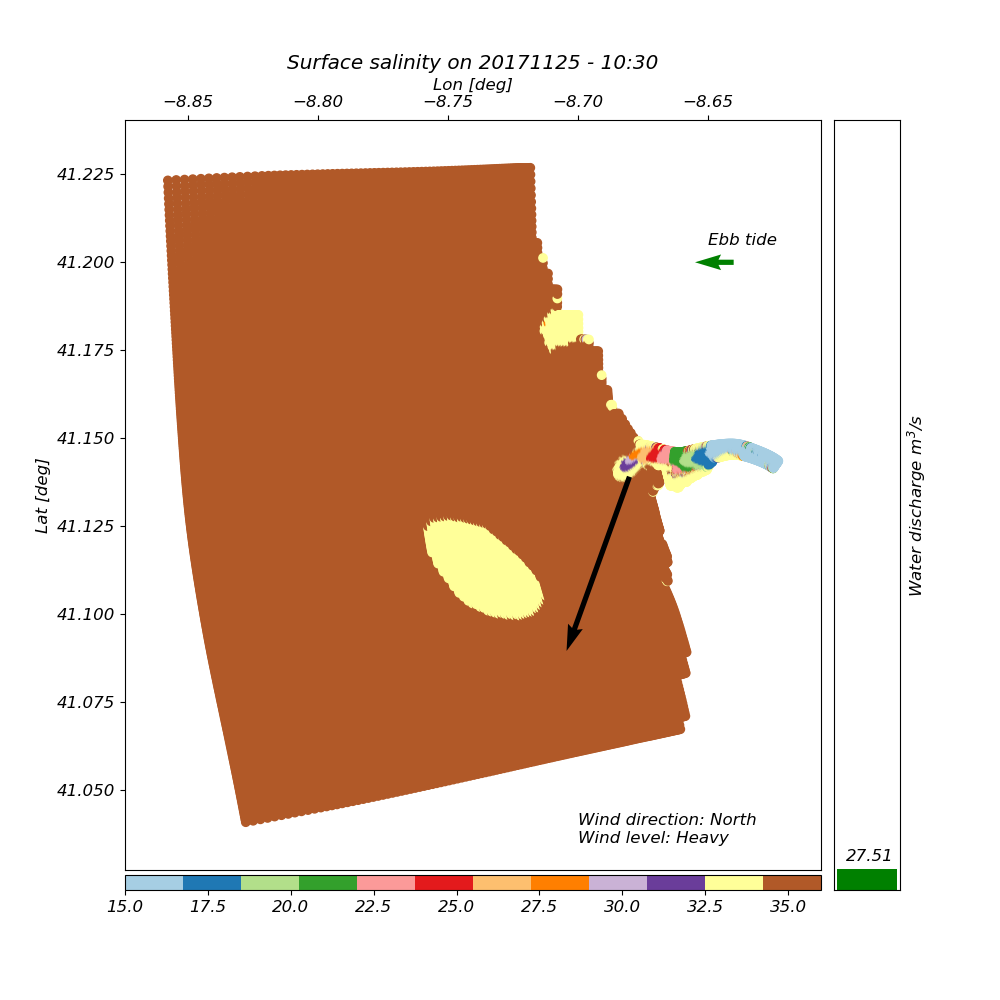 Surface salinity on 20171125 - 10:30
Lon [deg]
−8.85 −8.80 −8.75 −8.70 −8.65
41.225
41.200
41.175
41.150
41.125
41.100
41.075
41.050
Lat [deg]
Ebb tide
Wind direction: North
Wind level: Heavy
Water discharge m³/s
27.51
15.0 17.5 20.0 22.5 25.0 27.5 30.0 32.5 35.0